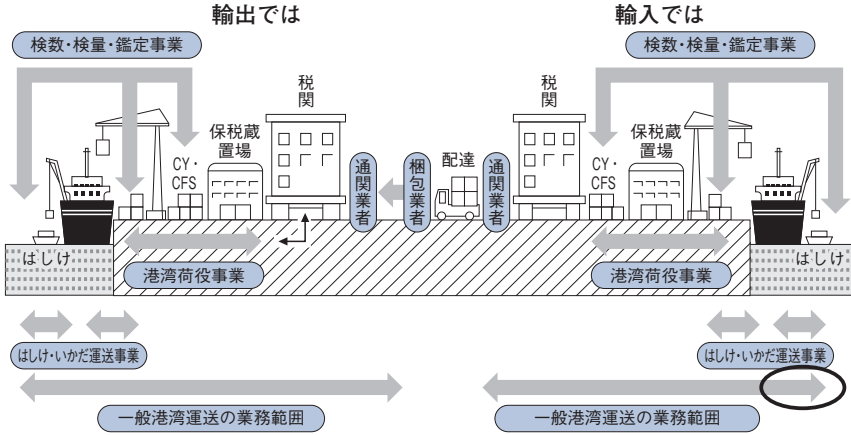 輸出では
輸入では
検数・検量・鑑定事業
検数・検量・鑑定事業
税関
税関
保税蔵
置場
保税蔵
置場
CY・
CFS
CY・
CFS
通関業者
梱包業者
配達
通関業者
はしけ
はしけ
港湾荷役事業
港湾荷役事業
はしけ・いかだ運送事業
はしけ・いかだ運送事業
一般港湾運送の業務範囲
一般港湾運送の業務範囲